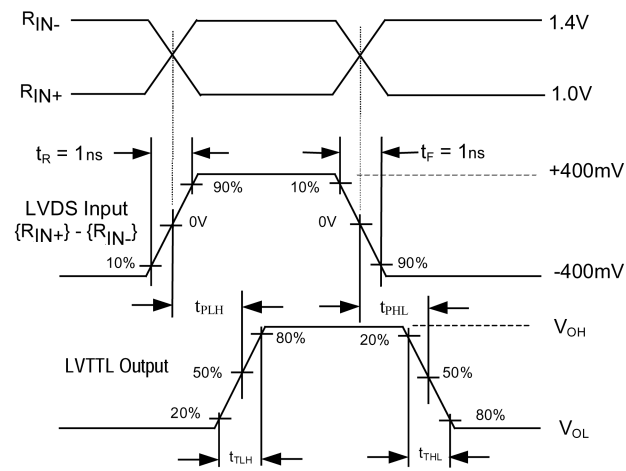 RIN- 1.4V
RIN+ 1.0V
tR = 1ns tF = 1ns
+400mV
90% 10%
LVDS Input 0V 0V
{RIN+} - {RIN-}
10% 90%
-400mV
tPLH tPHL
VOH
80% 20%
LVTTL Output
50% 50%
20% 80%
VOL
tTLH tTHL